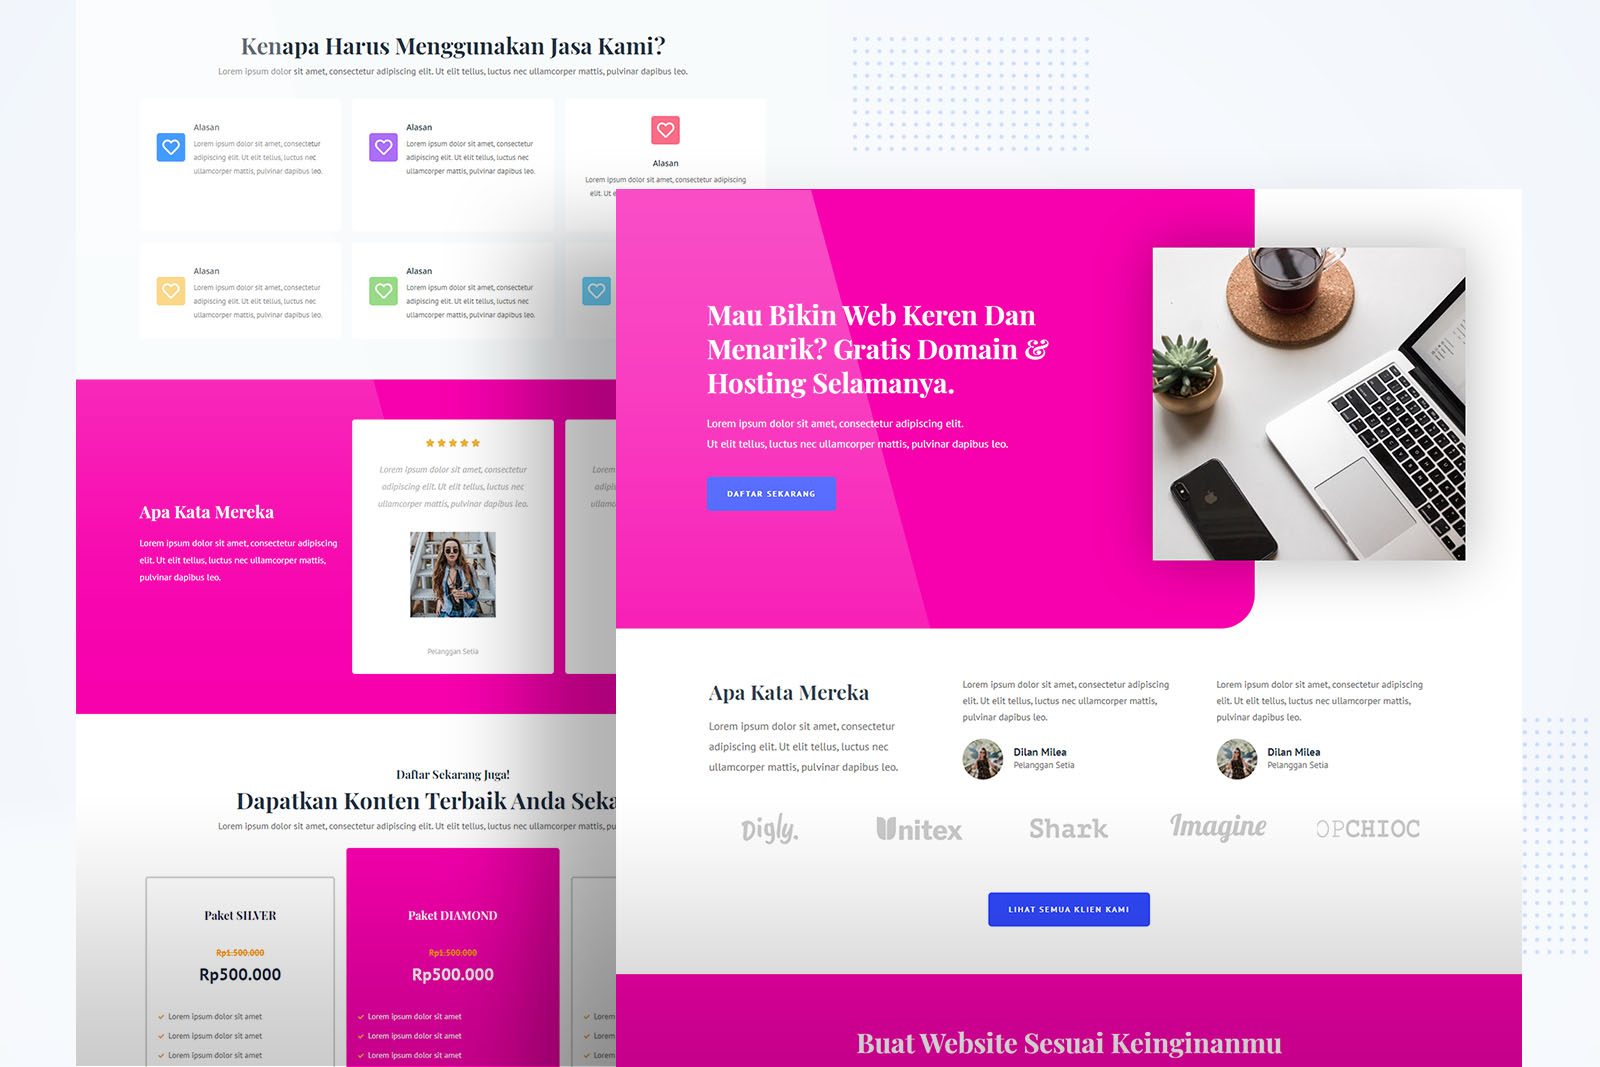 Kenapa Harus Menggunakan Jasa Kami?
Lorem ipsum dolor sit amet, consectetur adipiscing elit. Ut elit tellus, luctus nec ullamcorper mattis, pulvinar dapibus leo.
Alasan
Lorem ipsum dolor sit amet, consectetur
adipiscing elit. Ut elit tellus, luctus nec
ullamcorper mattis, pulvinar dapibus leo.
Alasan
Lorem ipsum dolor sit amet, consectetur
adipiscing elit. Ut elit tellus, luctus nec
ullamcorper mattis, pulvinar dapibus leo.
Alasan
Lorem ipsum dolor sit amet, consectetur adipiscing
elit. Ut e
Alasan
Lorem ipsum dolor sit amet, consectetur
adipiscing elit. Ut elit tellus, luctus nec
ullamcorper mattis, pulvinar dapibus leo.
Alasan
Lorem ipsum dolor sit amet, consectetur
adipiscing elit. Ut elit tellus, luctus nec
ullamcorper mattis, pulvinar dapibus leo.
Apa Kata Mereka
Lorem ipsum dolor sit amet, consectetur adipiscing
elit. Ut elit tellus, luctus nec ullamcorper mattis,
pulvinar dapibus leo.
Lorem ipsum dolor sit amet, consectetur
adipiscing elit. Ut elit tellus, luctus nec
ullamcorper mattis, pulvinar dapibus leo.
Pelanggan Setia
Lorem
adipi
ullamc
Daftar Sekarang Juga!
Dapatkan Konten Terbaik Anda Seka
Lorem ipsum dolor sit amet, consectetur adipiscing elit. Ut elit tellus, luctus nec ullamcorper mattis, pu
Paket SILVER
Rp1.500.000
Rp500.000
Lorem ipsum dolor sit amet
Lorem ipsum dolor sit amet
Lorem ipsum dolor sit amet
Paket DIAMOND
Rp1.500.000
Rp500.000
Lorem ipsum dolor sit amet
Lorem ipsum dolor sit amet
Lorem ipsum dolor sit amet
Lorem
Lorem
Lorem
Mau Bikin Web Keren Dan
Menarik? Gratis Domain &
Hosting Selamanya.
Lorem ipsum dolor sit amet, consectetur adipiscing elit.
Ut elit tellus, luctus nec ullamcorper mattis, pulvinar dapibus leo.
DAFTAR SEKARANG
Apa Kata Mereka
Lorem ipsum dolor sit amet, consectetur
adipiscing elit. Ut elit tellus, luctus nec
ullamcorper mattis, pulvinar dapibus leo.
Lorem ipsum dolor sit amet, consectetur adipiscing
elit. Ut elit tellus, luctus nec ullamcorper mattis,
pulvinar dapibus leo.
Dilan Milea
Pelanggan Setia
Lorem ipsum dolor sit amet, consectetur adipiscing
elit. Ut elit tellus, luctus nec ullamcorper mattis,
pulvinar dapibus leo.
Dilan Milea
Pelanggan Setia
Digly.
Unitex
Shark
Imagine
OPCHIOC
LIHAT SEMUA KLIEN KAMI
Buat Website Sesuai Keinginanmu